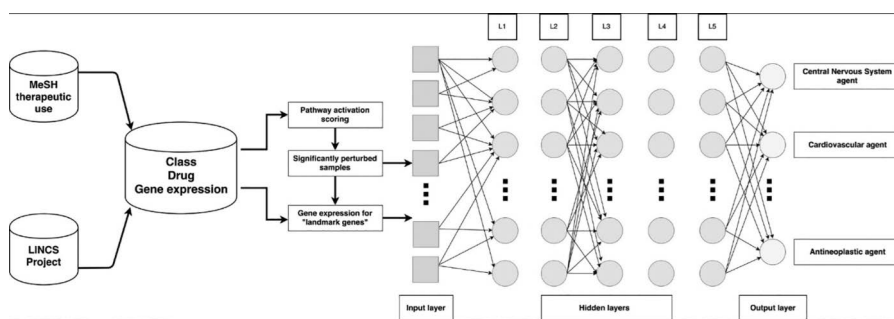 L1
L2
L3
L4
L5
MeSH
therapeutic
use
Class
Drug
Gene expression
LINCS
Project
Pathway activation
scoring
Significantly perturbed
samples
Gene expression for
"landmark genes"
Central Nervous System
agent
Cardiovascular agent
Antineoplastic agent
Input layer
Hidden layers
Output layer